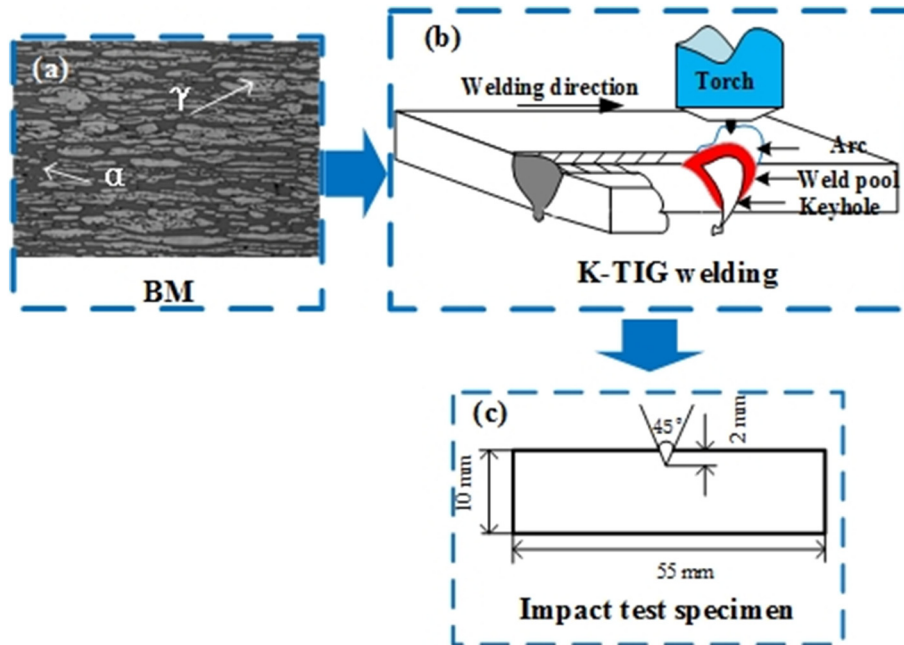 (a)
γ
α
BM
(b)
Torch
Welding direction
Arc
Weld pool
Keyhole
K-TIG welding
(c)
45°
2 mm
10 mm
55 mm
Impact test specimen